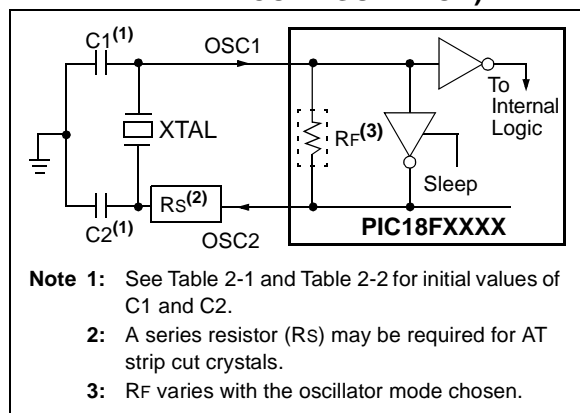 C1(1)
OSC1
To
Internal
Logic
XTAL
RF(3)
Sleep
RS(2)
C2(1)
OSC2
PIC18FXXXX
Note 1: See Table 2-1 and Table 2-2 for initial values of
C1 and C2.
2: A series resistor (RS) may be required for AT
strip cut crystals.
3: RF varies with the oscillator mode chosen.